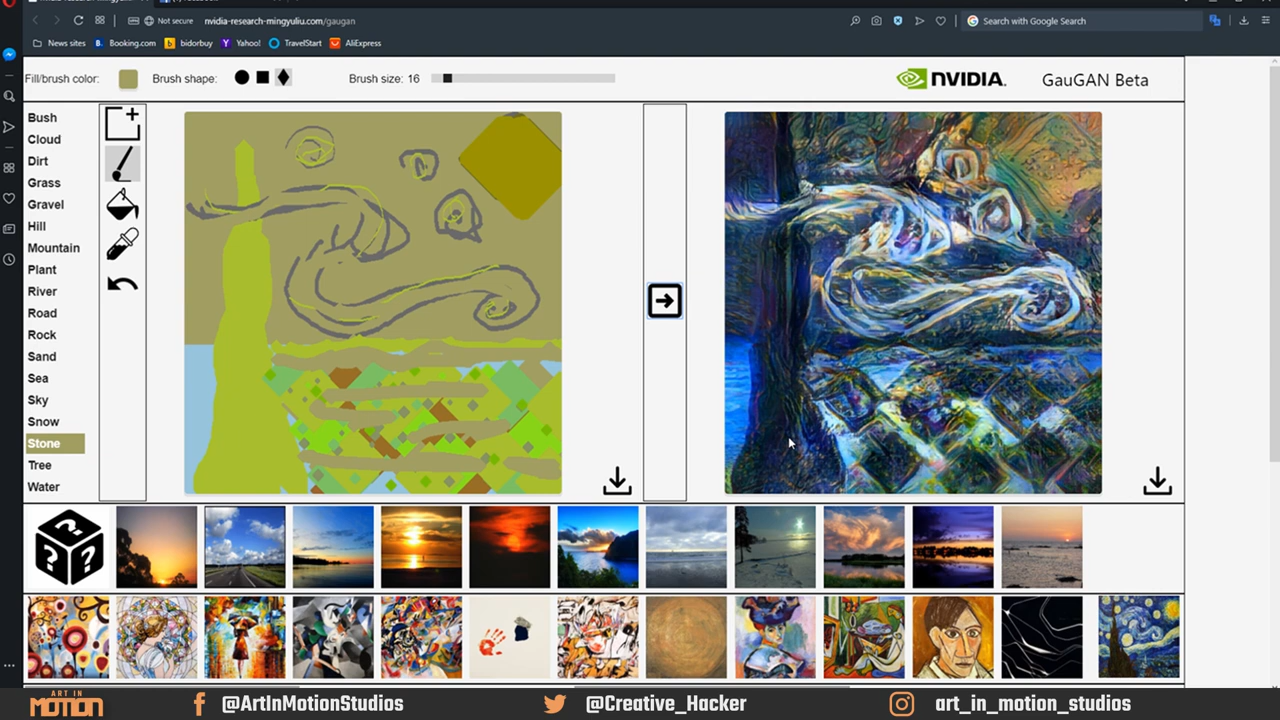 Not secure nvidia-research-mingyuliu.com/gaugan
Search with Google Search
News sites B. Booking.com b bidorbuy Y Yahoo! TravelStart AliExpress
Fill/brush color: Brush shape: Brush size: 16
NVIDIA. GauGAN Beta
Bush
Cloud
Dirt
Grass
Gravel
Hill
Mountain
Plant
River
Road
Rock
Sand
Sea
Sky
Snow
Stone
Tree
Water
ART IN
MOTION
@ArtInMotionStudios
@Creative_Hacker
art_in_motion_studios